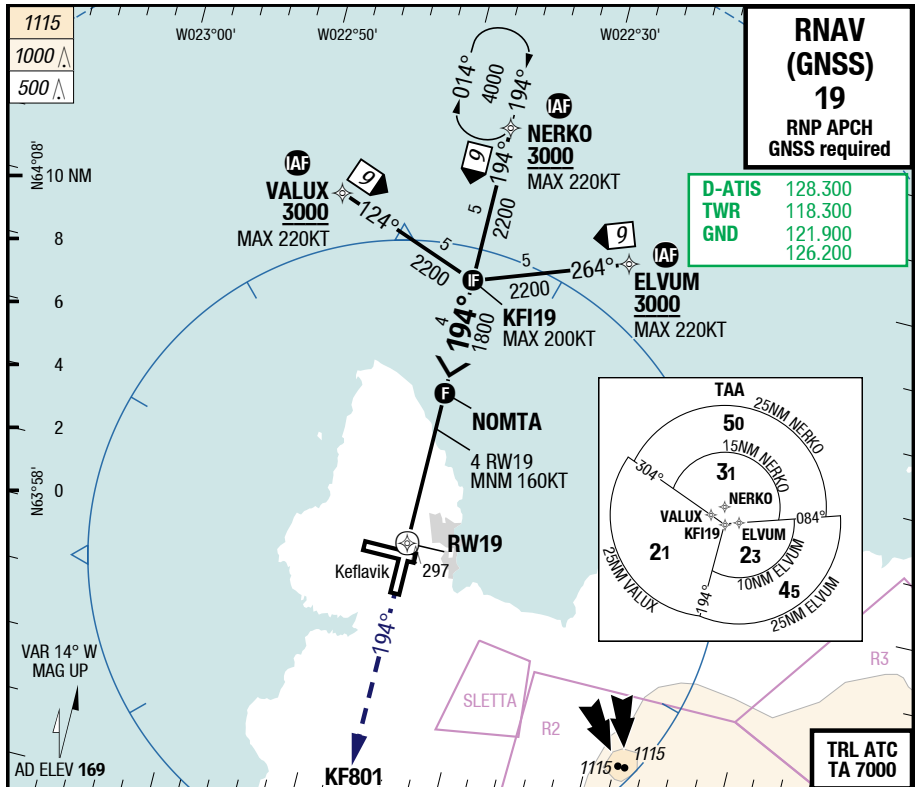 1115
1000
500
W023°00'
W022°50'
W022°30'
RNAV
(GNSS)
19
RNP APCH
GNSS required
D-ATIS 128.300
TWR 118.300
GND 121.900
126.200
014°
4000
194°
IAF
NERKO
3000
MAX 220KT
194°
9
5
2200
IAF
VALUX
3000
MAX 220KT
9
124°
5
2200
9
5
264°
2200
IAF
ELVUM
3000
MAX 220KT
IF
KFI19
MAX 200KT
4
194°
1800
F
NOMTA
4 RW19
MNM 160KT
RW19
297
Keflavik
194°
KF801
N64°08'
10 NM
8
6
4
2
0
N63°58'
TAA
25NM NERKO
50
15NM NERKO
31
304°
NERKO
VALUX
KFI19
ELVUM
084°
21
23
10NM ELVUM
45
25NM VALUX
194°
25NM ELVUM
VAR 14° W
MAG UP
AD ELEV 169
SLETTA
R2
R3
1115
1115
TRL ATC
TA 7000